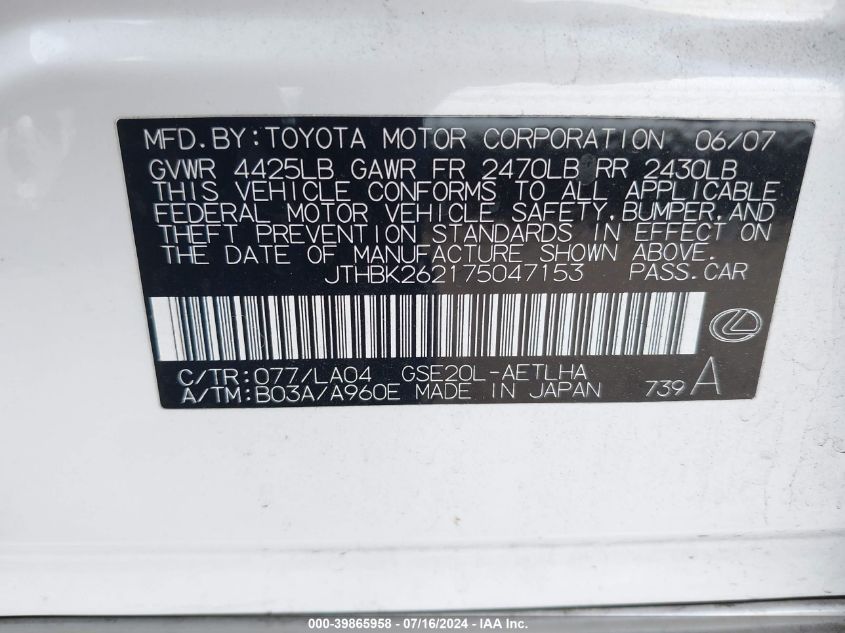 MFD.BY:TOYOTA MOTOR CORPORATION 06/07
GVWR 4425LB GAWR FR 2470LB RR 2430LB
THIS VEHICLE CONFORMS TO ALL APPLICABLE
FEDERAL MOTOR VEHICLE SAFETY,BUMPER,AND
THEFT PREVENTION STANDARDS IN EFFECT ON
THE DATE OF MANUFACTURE SHOWN ABOVE.
JTHBK262175047153 PASS.CAR
C/TR:077/LA04 GSE20L-AETLHA
A/TM:B03A/A960E MADE IN JAPAN 739 A
000-39865958 - 07/16/2024 - IAA Inc.